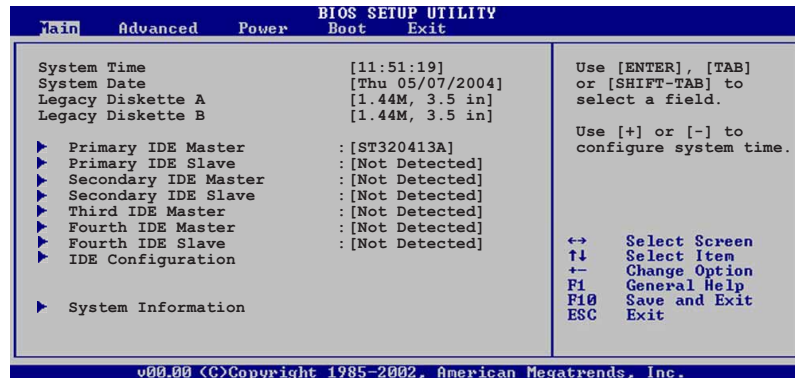 BIOS SETUP UTILITY
Main Advanced Power Boot Exit
System Time [11:51:19]
System Date [Thu 05/07/2004]
Legacy Diskette A [1.44M, 3.5 in]
Legacy Diskette B [1.44M, 3.5 in]
Primary IDE Master :[ST320413A]
Primary IDE Slave :[Not Detected]
Secondary IDE Master :[Not Detected]
Secondary IDE Slave :[Not Detected]
Third IDE Master :[Not Detected]
Fourth IDE Master :[Not Detected]
Fourth IDE Slave :[Not Detected]
IDE Configuration
System Information
Use [ENTER], [TAB]
or [SHIFT-TAB] to
select a field.
Use [+] or [-] to
configure system time.
↔ Select Screen
↑↓ Select Item
+- Change Option
F1 General Help
F10 Save and Exit
ESC Exit
v00.00 (C)Copyright 1985-2002, American Megatrends, Inc.